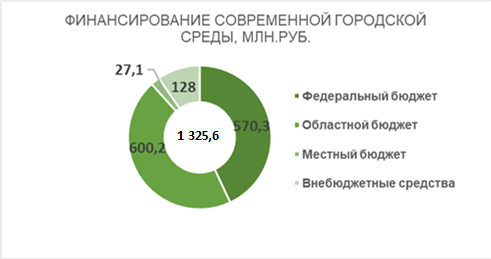 ФИНАНСИРОВАНИЕ СОВРЕМЕННОЙ ГОРОДСКОЙ
СРЕДЫ, МЛН.РУБ.
27,1
128
1 325,6
570,3
600,2
Федеральный бюджет
Областной бюджет
Местный бюджет
Внебюджетные средства